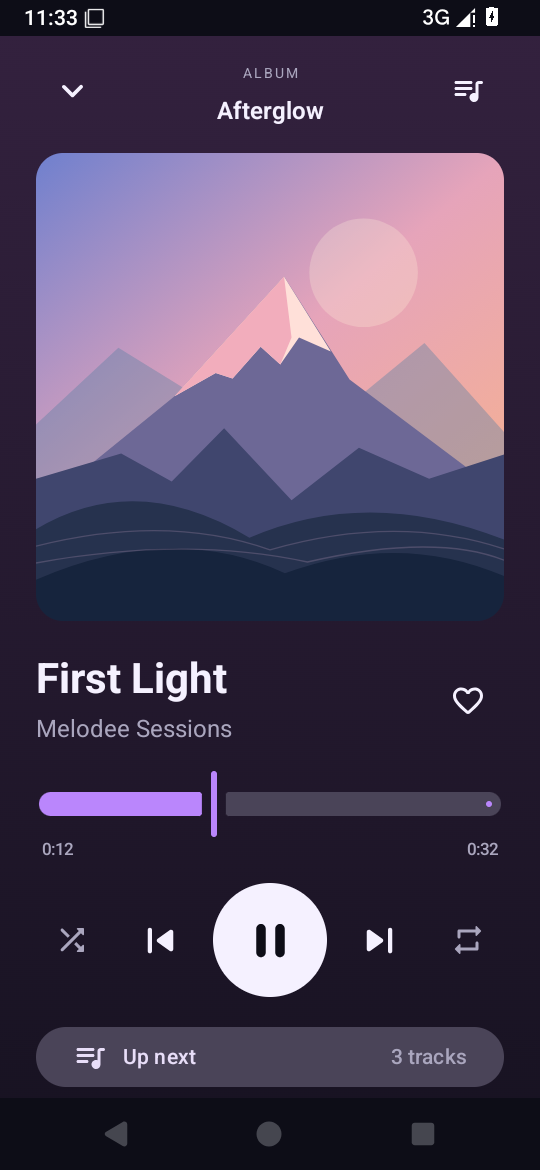 11:33
3G
ALBUM
Afterglow
First Light
Melodee Sessions
0:12
0:32
Up next
3 tracks